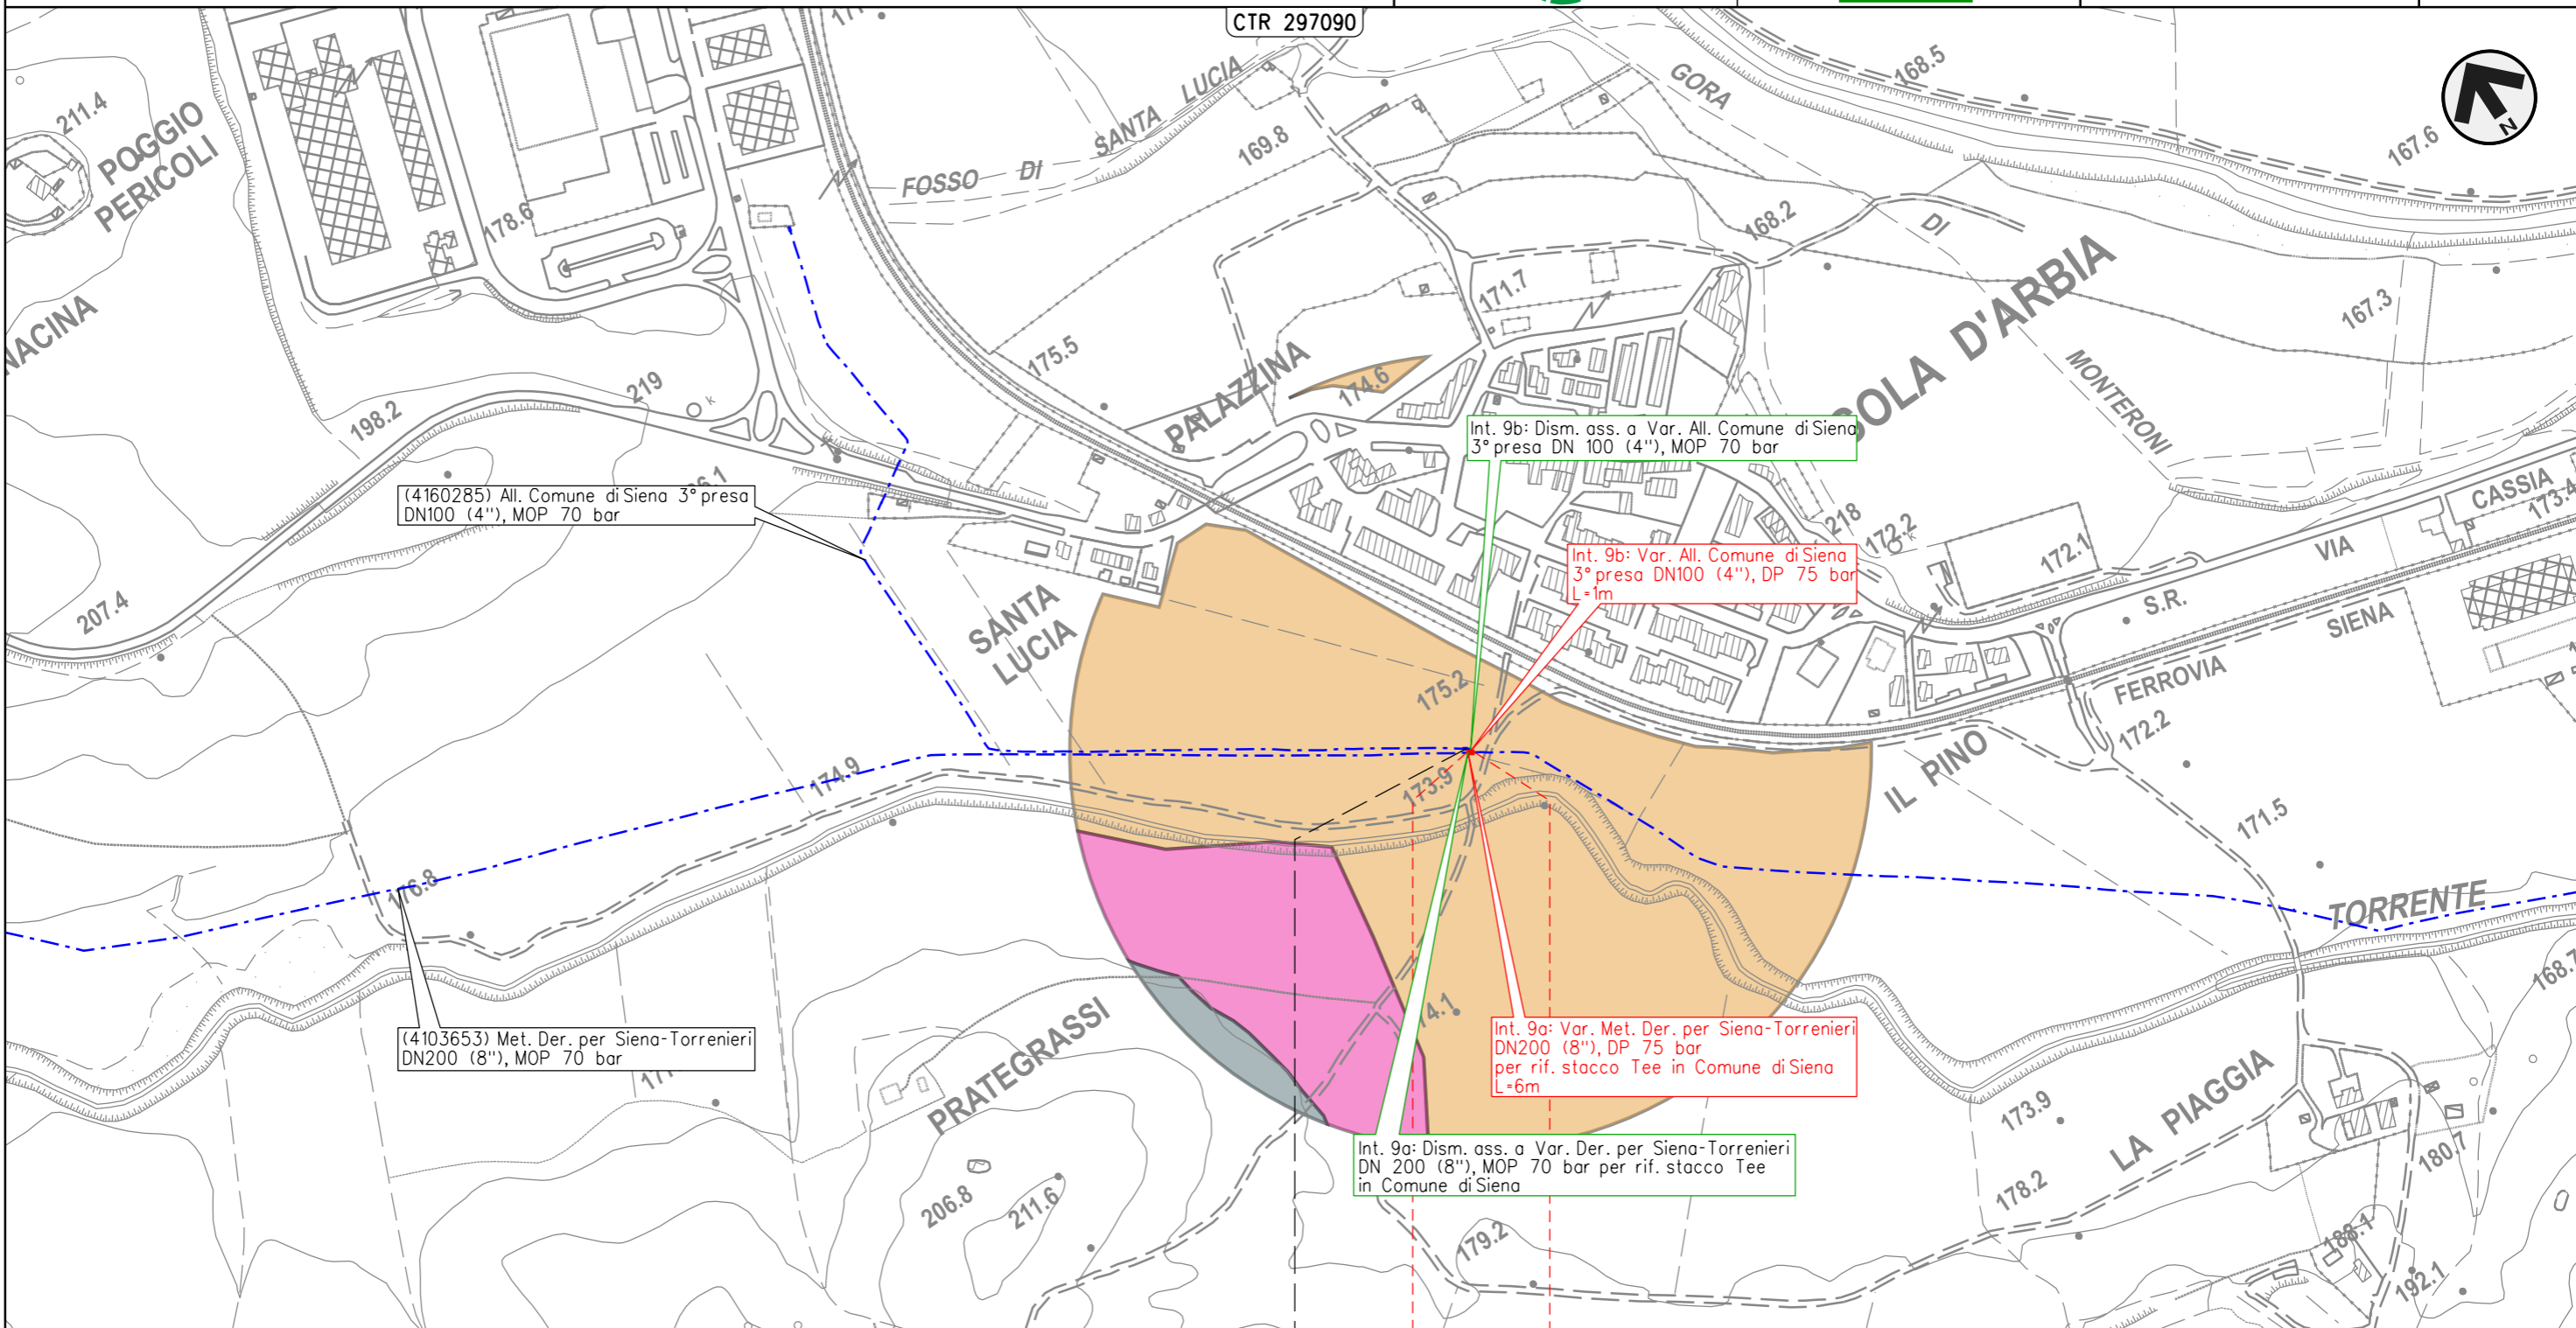 CTR 297090
211.4
POGGIO
PERICOLI
178.6
FOSSO DI SANTA LUCIA
169.8
GORA
DI
MONTERONI
168.5
167.6
168.2
167.3
171.7
175.5
PALAZZINA
174.6
219
198.2
207.4
SANTA
LUCIA
(4160285) All. Comune di Siena 3° presa
DN100 (4''), MOP 70 bar
Int. 9b: Dism. ass. a Var. All. Comune di Siena
3° presa DN 100 (4''), MOP 70 bar
Int. 9b: Var. All. Comune di Siena
3° presa DN100 (4''), DP 75 bar
L=1m
218
172.2
172.1
CASSIA
173.4
VIA
S.R.
SIENA
FERROVIA
172.2
IL PINO
171.5
175.2
173.9
174.9
176.8
TORRENTE
168.7
(4103653) Met. Der. per Siena-Torrenieri
DN200 (8''), MOP 70 bar
PRATEGRASSI
Int. 9a: Var. Met. Der. per Siena-Torrenieri
DN200 (8''), DP 75 bar
per rif. stacco Tee in Comune di Siena
L=6m
Int. 9a: Dism. ass. a Var. Der. per Siena-Torrenieri
DN 200 (8''), MOP 70 bar per rif. stacco Tee
in Comune di Siena
173.9
LA PIAGGIA
180.7
178.2
188.1
192.1
179.2
206.8
211.6
N